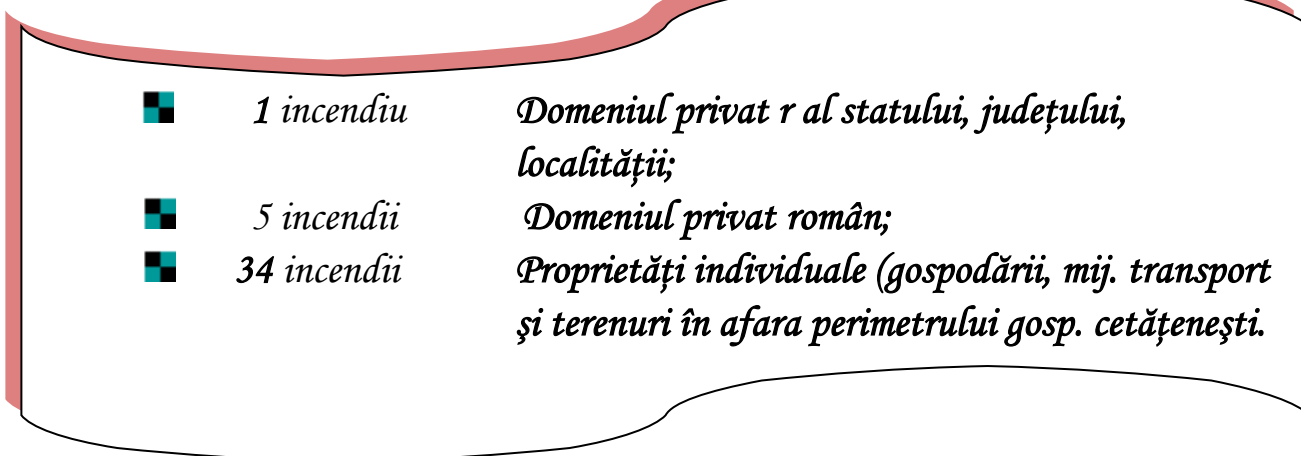 1 incendiu Domeniul privat r al statului, județului,
localității;
5 incendii Domeniul privat român;
34 incendii Proprietăți individuale (gospodării, mij. transport
şi terenuri în afara perimetrului gosp. cetățeneşti.